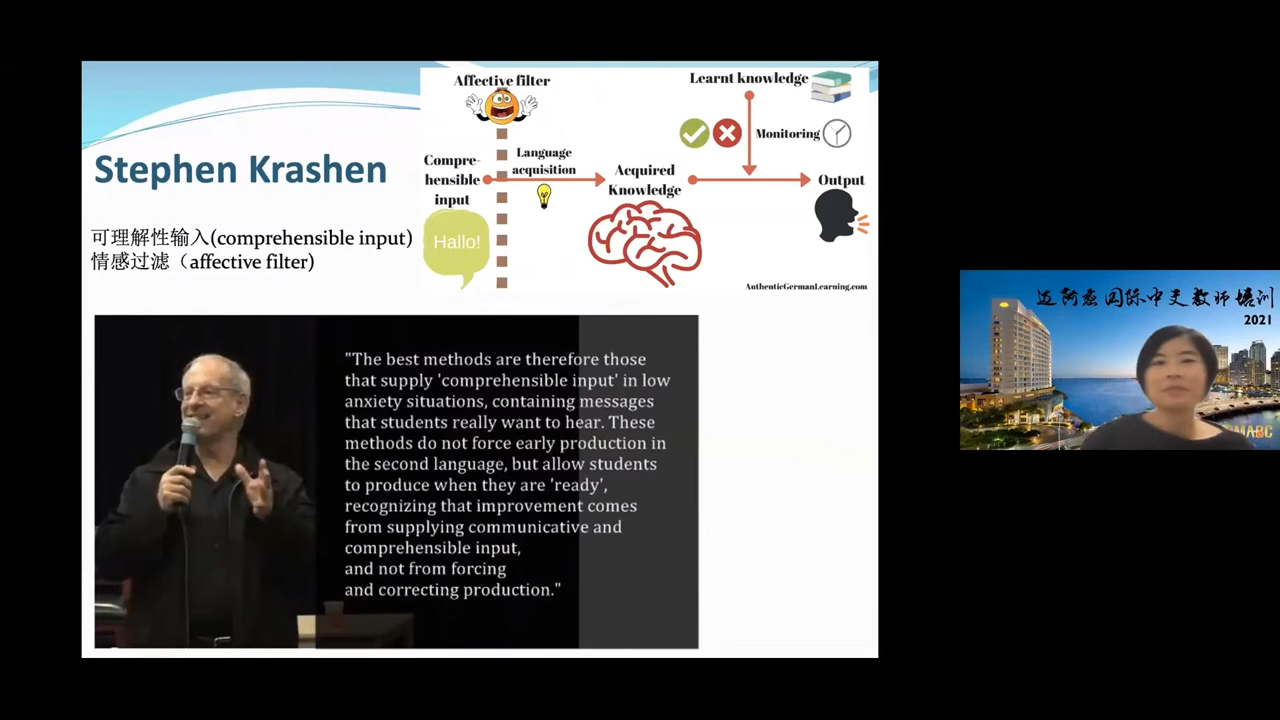 Stephen Krashen
可理解性输入(comprehensible input)
情感过滤（affective filter)
Affective filter
Compre-
hensible
input
Hallo!
Language
acquisition
Acquired
Knowledge
Learnt knowledge
Monitoring
Output
AuthenticGermanLearning.com
"The best methods are therefore those
that supply 'comprehensible input' in low
anxiety situations, containing messages
that students really want to hear. These
methods do not force early production in
the second language, but allow students
to produce when they are 'ready',
recognizing that improvement comes
from supplying communicative and
comprehensible input,
and not from forcing
and correcting production."
迈阿密国际中文教师培训
2021